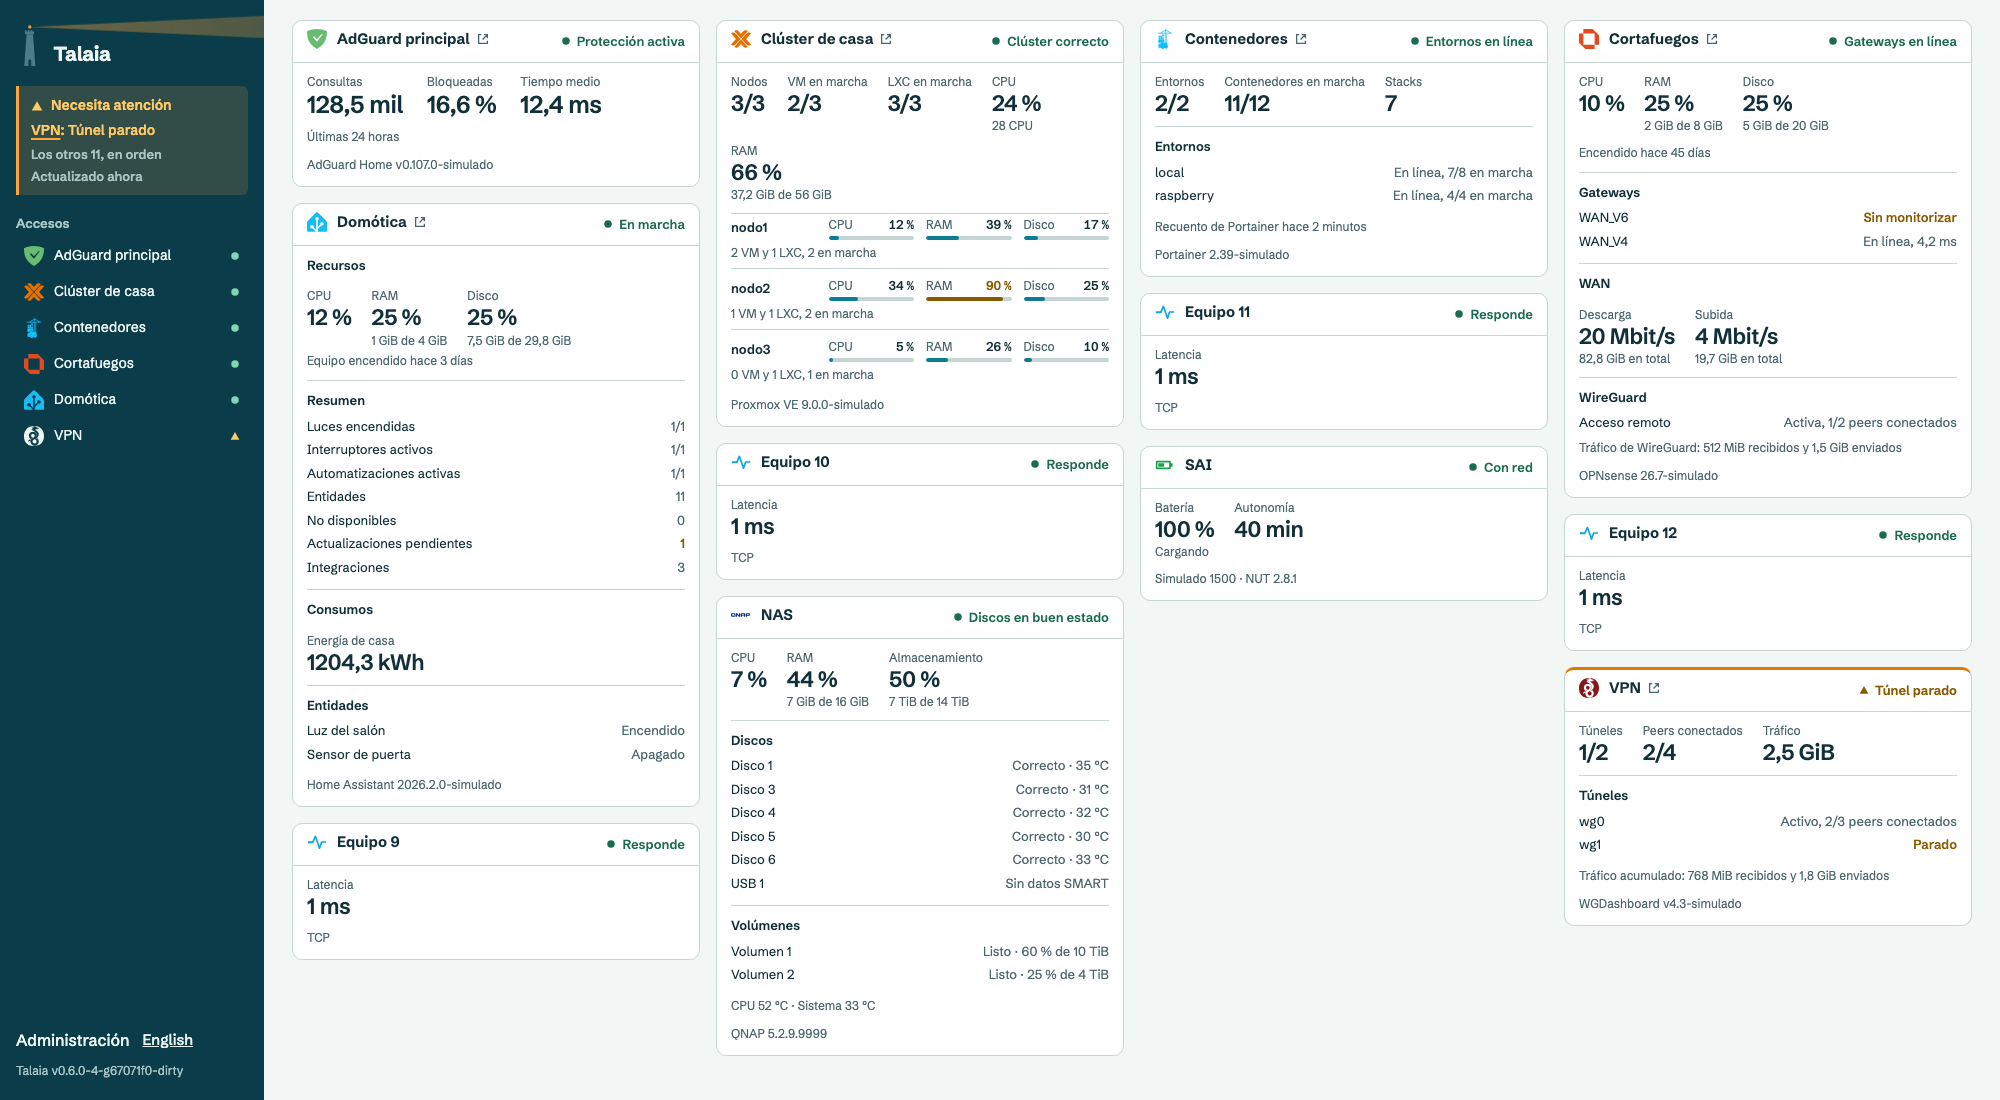 Talaia
Necesita atención
VPN: Túnel parado
Los otros 11, en orden
Actualizado ahora
Accesos
AdGuard principal
Clúster de casa
Contenedores
Cortafuegos
Domótica
VPN
Administración English
Talaia v0.6.0-4-g67071f0-dirty
AdGuard principal Protección activa
Consultas Bloqueadas Tiempo medio
128,5 mil 16,6 % 12,4 ms
Últimas 24 horas
AdGuard Home v0.107.0-simulado
Domótica En marcha
Recursos
CPU RAM Disco
12 % 25 % 25 %
1 GiB de 4 GiB 7,5 GiB de 29,8 GiB
Equipo encendido hace 3 días
Resumen
Luces encendidas 1/1
Interruptores activos 1/1
Automatizaciones activas 1/1
Entidades 11
No disponibles 0
Actualizaciones pendientes 1
Integraciones 3
Consumos
Energía de casa
1204,3 kWh
Entidades
Luz del salón Encendido
Sensor de puerta Apagado
Home Assistant 2026.2.0-simulado
Equipo 9 Responde
Latencia
1 ms
TCP
Clúster de casa Clúster correcto
Nodos VM en marcha LXC en marcha CPU
3/3 2/3 3/3 24 %
28 CPU
RAM
66 %
37,2 GiB de 56 GiB
nodo1 CPU 12 % RAM 39 % Disco 17 %
2 VM y 1 LXC, 2 en marcha
nodo2 CPU 34 % RAM 90 % Disco 25 %
1 VM y 1 LXC, 2 en marcha
nodo3 CPU 5 % RAM 26 % Disco 10 %
0 VM y 1 LXC, 1 en marcha
Proxmox VE 9.0.0-simulado
Equipo 10 Responde
Latencia
1 ms
TCP
QNAP NAS Discos en buen estado
CPU RAM Almacenamiento
7 % 44 % 50 %
7 GiB de 16 GiB 7 TiB de 14 TiB
Discos
Disco 1 Correcto · 35 °C
Disco 3 Correcto · 31 °C
Disco 4 Correcto · 32 °C
Disco 5 Correcto · 30 °C
Disco 6 Correcto · 33 °C
USB 1 Sin datos SMART
Volúmenes
Volumen 1 Listo · 60 % de 10 TiB
Volumen 2 Listo · 25 % de 4 TiB
CPU 52 °C · Sistema 33 °C
QNAP 5.2.9.9999
Contenedores Entornos en línea
Entornos Contenedores en marcha Stacks
2/2 11/12 7
Entornos
local En línea, 7/8 en marcha
raspberry En línea, 4/4 en marcha
Recuento de Portainer hace 2 minutos
Portainer 2.39-simulado
Equipo 11 Responde
Latencia
1 ms
TCP
SAI Con red
Batería Autonomía
100 % 40 min
Cargando
Simulado 1500 · NUT 2.8.1
Cortafuegos Gateways en línea
CPU RAM Disco
10 % 25 % 25 %
2 GiB de 8 GiB 5 GiB de 20 GiB
Encendido hace 45 días
Gateways
WAN_V6 Sin monitorizar
WAN_V4 En línea, 4,2 ms
WAN
Descarga Subida
20 Mbit/s 4 Mbit/s
82,8 GiB en total 19,7 GiB en total
WireGuard
Acceso remoto Activa, 1/2 peers conectados
Tráfico de WireGuard: 512 MiB recibidos y 1,5 GiB enviados
OPNsense 26.7-simulado
Equipo 12 Responde
Latencia
1 ms
TCP
VPN Túnel parado
Túneles Peers conectados Tráfico
1/2 2/4 2,5 GiB
Túneles
wg0 Activo, 2/3 peers conectados
wg1 Parado
Tráfico acumulado: 768 MiB recibidos y 1,8 GiB enviados
WGDashboard v4.3-simulado